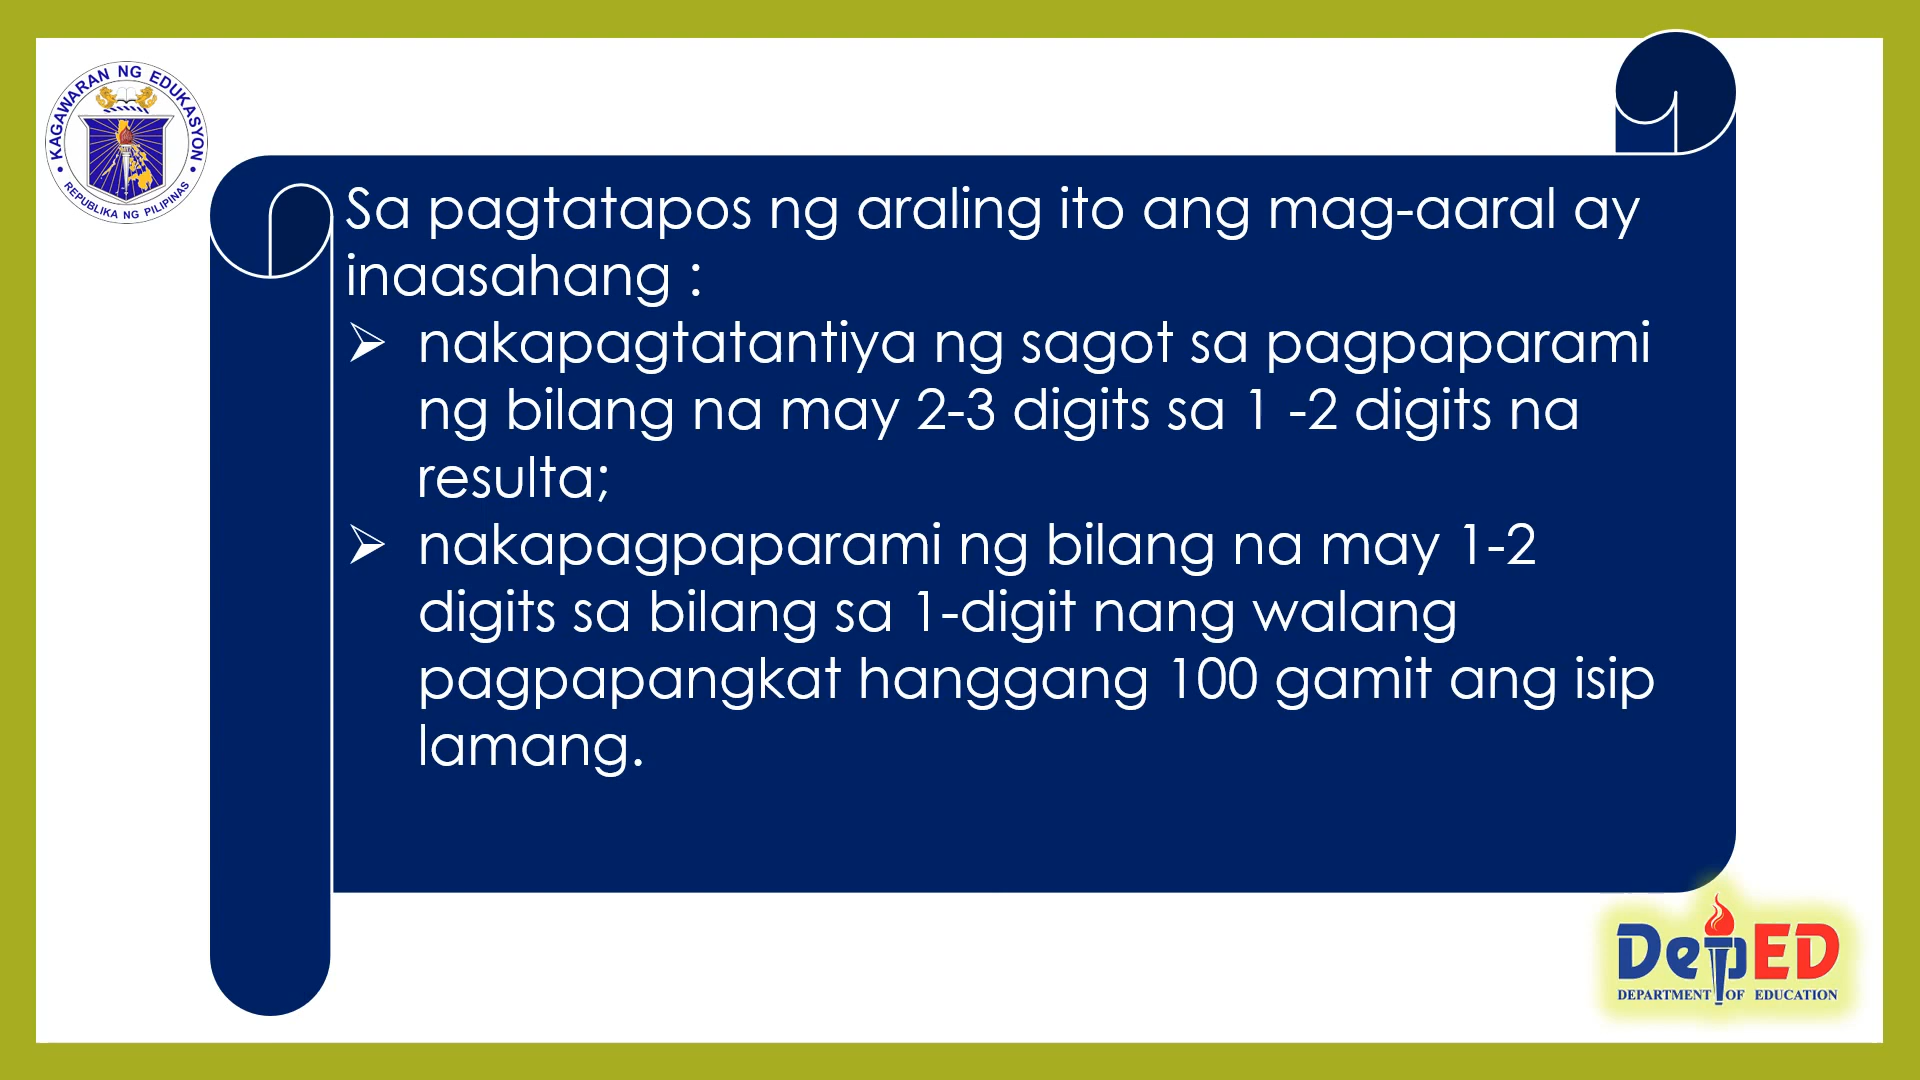 KAGAWARAN NG EDUKASYON
REPUBLIKA NG PILIPINAS
Sa pagtatapos ng araling ito ang mag-aaral ay
inaasahang :
➢ nakapagtatantiya ng sagot sa pagpaparami
ng bilang na may 2-3 digits sa 1 -2 digits na
resulta;
➢ nakapagpaparami ng bilang na may 1-2
digits sa bilang sa 1-digit nang walang
pagpapangkat hanggang 100 gamit ang isip
lamang.
DepED
DEPARTMENT OF EDUCATION